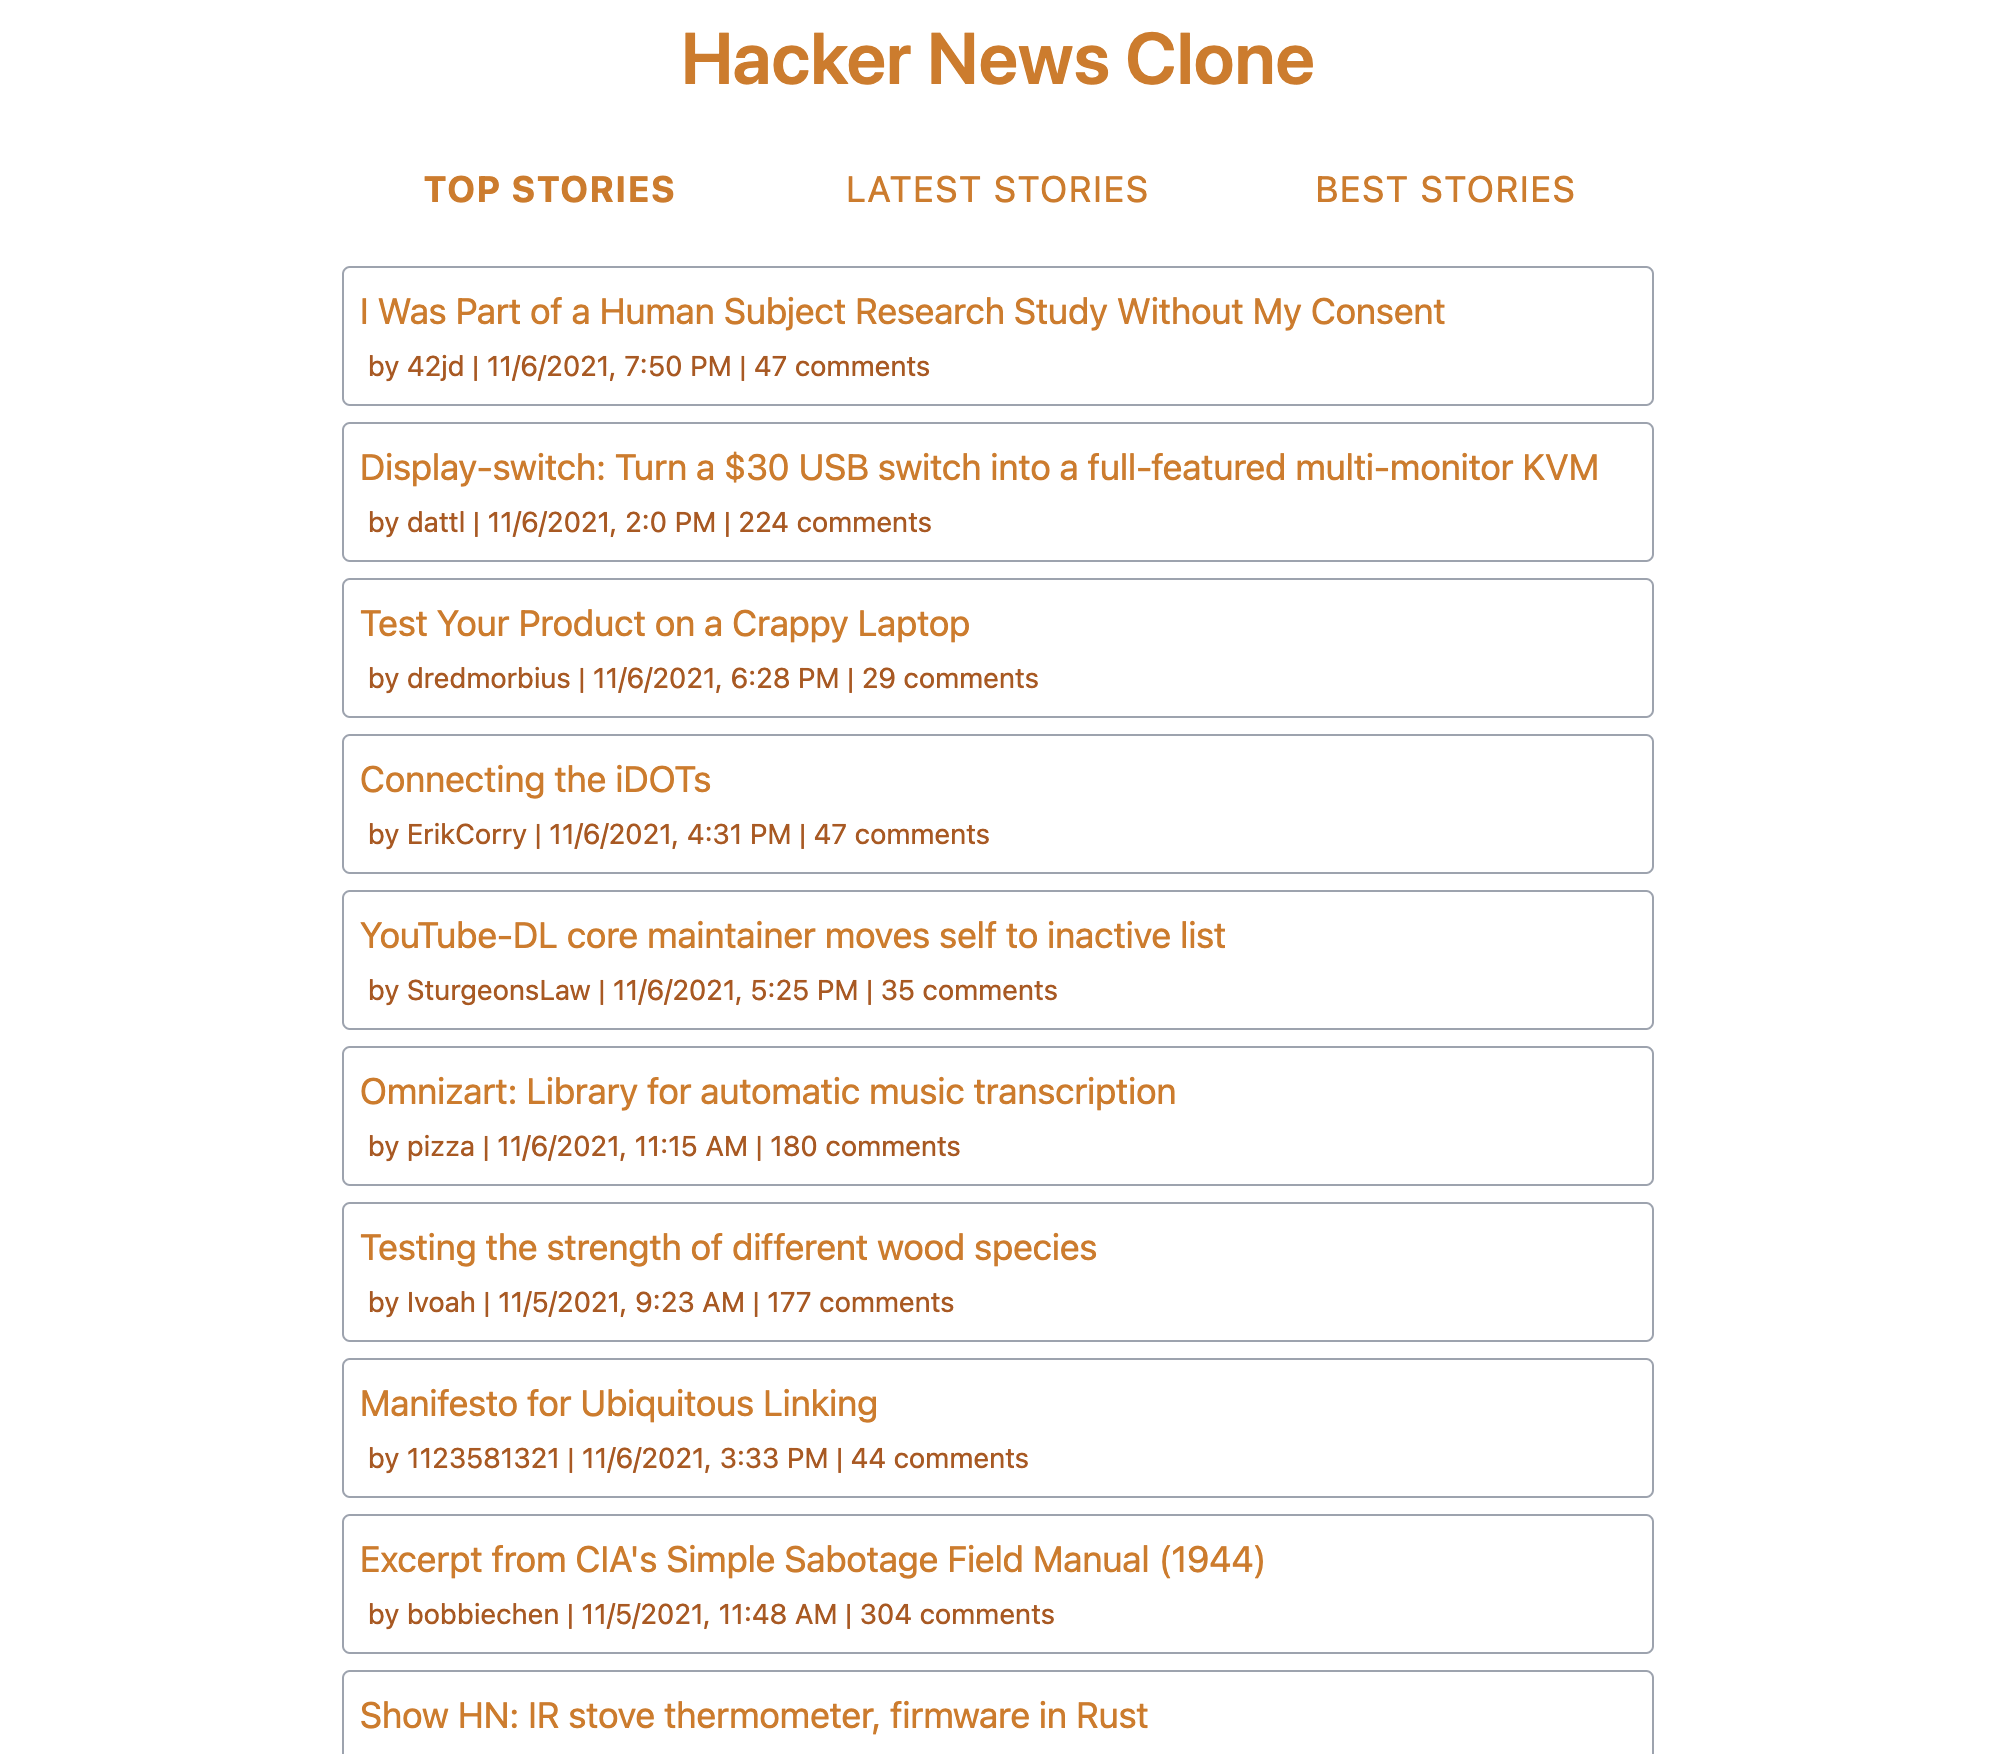 Hacker News Clone
TOP STORIES LATEST STORIES BEST STORIES
I Was Part of a Human Subject Research Study Without My Consent
by 42jd | 11/6/2021, 7:50 PM | 47 comments
Display-switch: Turn a $30 USB switch into a full-featured multi-monitor KVM
by dattl | 11/6/2021, 2:0 PM | 224 comments
Test Your Product on a Crappy Laptop
by dredmorbius | 11/6/2021, 6:28 PM | 29 comments
Connecting the iDOTs
by ErikCorry | 11/6/2021, 4:31 PM | 47 comments
YouTube-DL core maintainer moves self to inactive list
by SturgeonsLaw | 11/6/2021, 5:25 PM | 35 comments
Omnizart: Library for automatic music transcription
by pizza | 11/6/2021, 11:15 AM | 180 comments
Testing the strength of different wood species
by Ivoah | 11/5/2021, 9:23 AM | 177 comments
Manifesto for Ubiquitous Linking
by 1123581321 | 11/6/2021, 3:33 PM | 44 comments
Excerpt from CIA's Simple Sabotage Field Manual (1944)
by bobbiechen | 11/5/2021, 11:48 AM | 304 comments
Show HN: IR stove thermometer, firmware in Rust